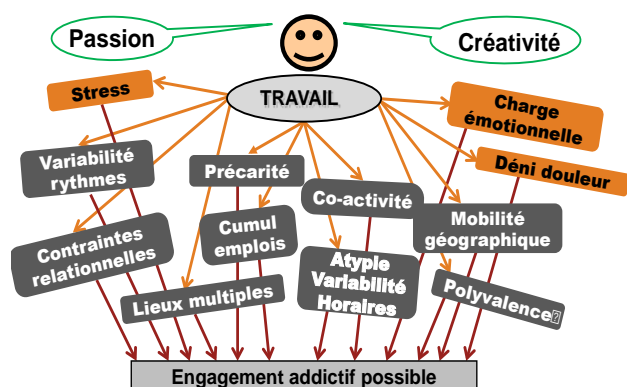 Passion
Créativité
Stress
TRAVAIL
Charge
émotionnelle
Variabilité
rythmes
Précarité
Déni douleur
Co-activité
Cumul
emplois
Mobilité
géographique
Contraintes
relationnelles
Atypie
Variabilité
Horaires
Lieux multiples
Polyvalence
Engagement addictif possible